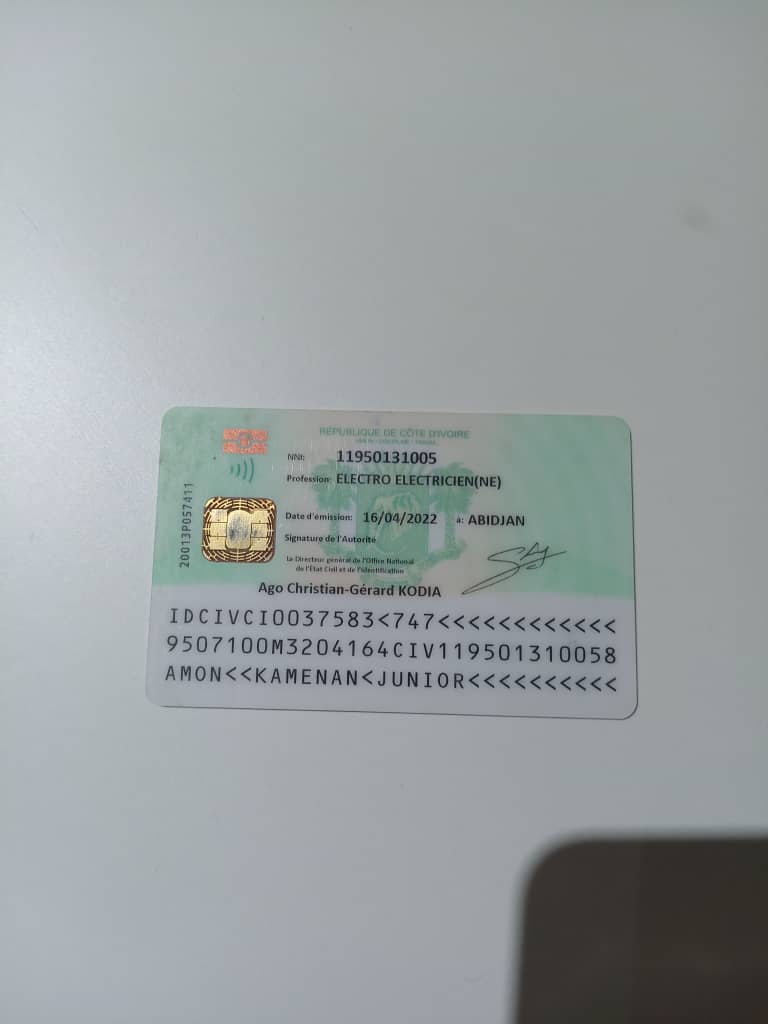 RÉPUBLIQUE DE CÔTE D'IVOIRE
NNI: 11950131005
Profession: ELECTRO ELECTRICIEN(NE)
Date d'émission: 16/04/2022 à: ABIDJAN
Signature de l'Autorité
Le Directeur général de l'Office National
de l'État Civil et de l'Identification
Ago Christian-Gérard KODIA
20013P057411
IDCIVCI0037583<747<<<<<<<<<<<<
9507100M3204164CIV119501310058
AMON<<KAMENAN<JUNIOR<<<<<<<<<<